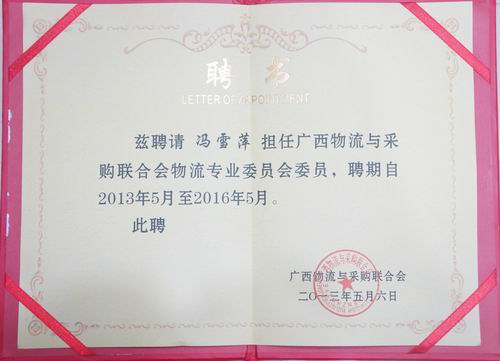 聘书
LETTER OF APPOINTMENT
兹聘请 冯雪萍 担任广西物流与采
购联合会物流专业委员会委员，聘期自
2013年5月至2016年5月。
此聘
广西物流与采购联合会
二〇一三年五月六日